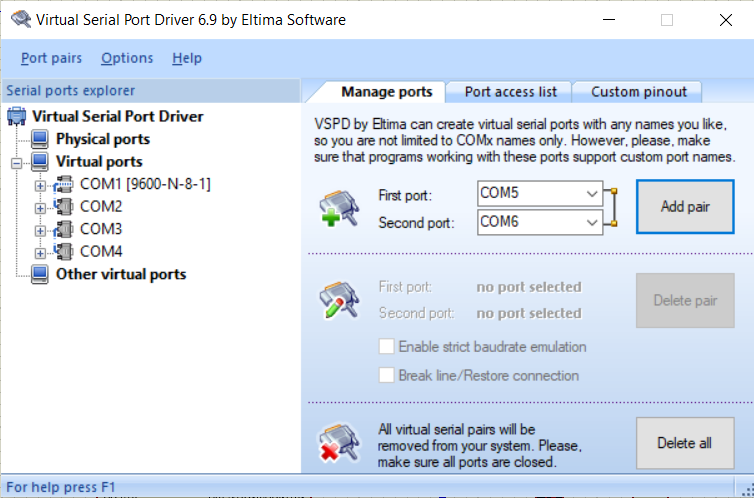 Virtual Serial Port Driver 6.9 by Eltima Software
Port pairs Options Help
Serial ports explorer
Virtual Serial Port Driver
Physical ports
Virtual ports
COM1 [9600-N-8-1]
COM2
COM3
COM4
Other virtual ports
Manage ports Port access list Custom pinout
VSPD by Eltima can create virtual serial ports with any names you like,
so you are not limited to COMx names only. However, please, make
sure that programs working with these ports support custom port names.
First port: COM5
Second port: COM6
Add pair
First port: no port selected
Second port: no port selected
Delete pair
Enable strict baudrate emulation
Break line/Restore connection
All virtual serial pairs will be
removed from your system. Please,
make sure all ports are closed.
Delete all
For help press F1